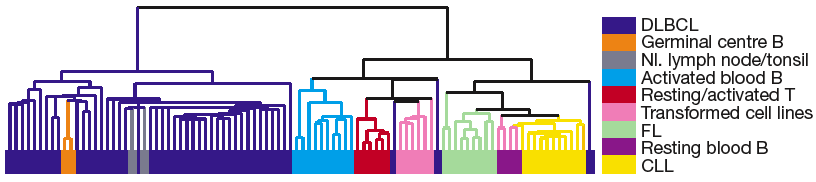 DLBCL
Germinal centre B
Nl. lymph node/tonsil
Activated blood B
Resting/activated T
Transformed cell lines
FL
Resting blood B
CLL